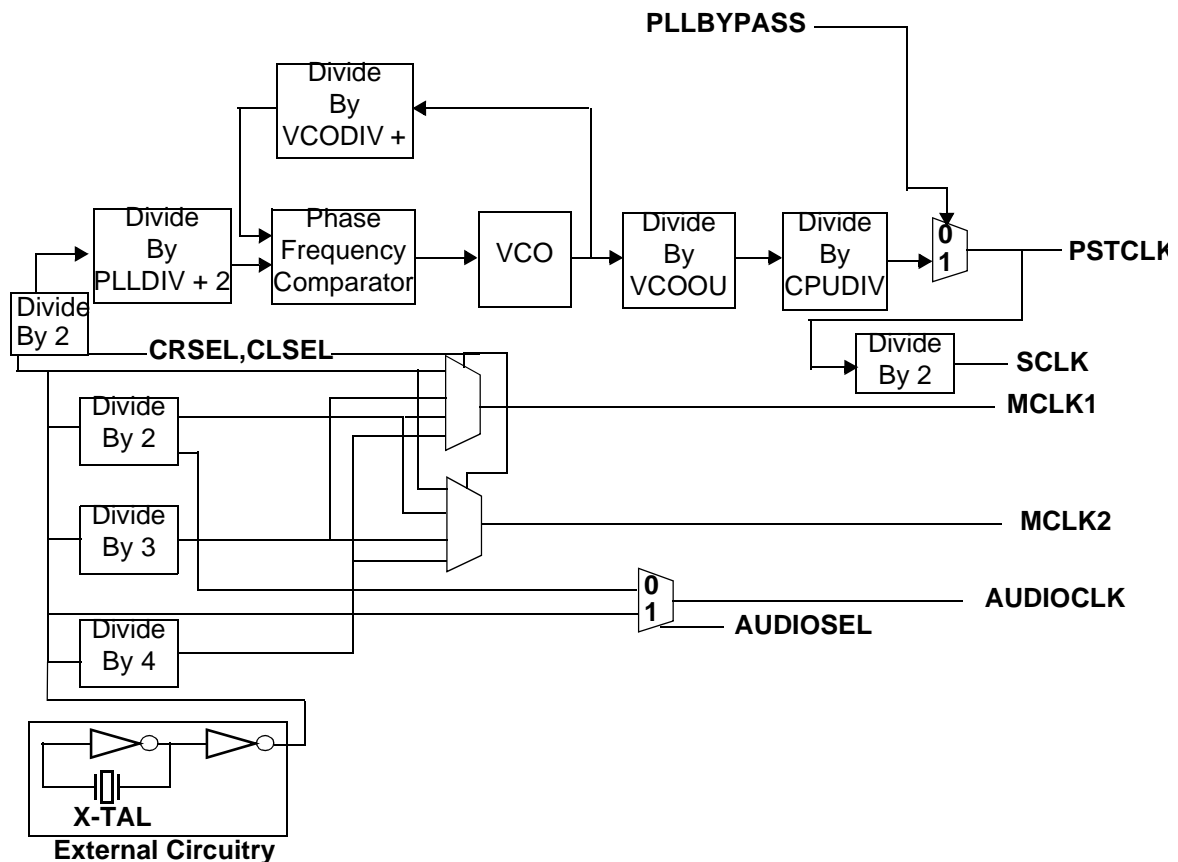 PLLBYPASS
Divide
By
VCODIV +
Divide
By
PLLDIV + 2
Phase
Frequency
Comparator
VCO
Divide
By
VCOOU
Divide
By
CPUDIV
0
1
PSTCLK
Divide
By 2
CRSEL,CLSEL
Divide
By 2
SCLK
MCLK1
Divide
By 2
Divide
By 3
MCLK2
0
1
AUDIOCLK
AUDIOSEL
Divide
By 4
X-TAL
External Circuitry